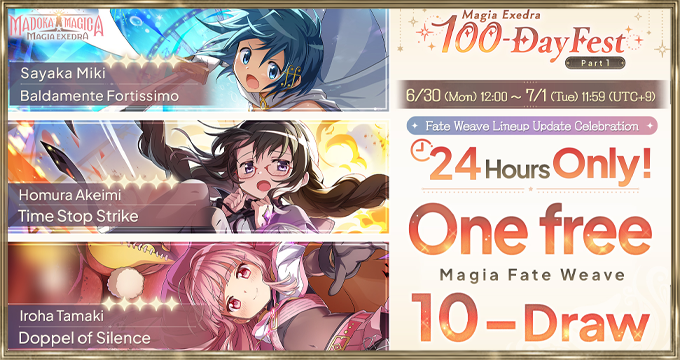 MADOKA MAGICA
MAGIA EXEDRA
Sayaka Miki
Baldamente Fortissimo
Homura Akeimi
Time Stop Strike
Iroha Tamaki
Doppel of Silence
Magia Exedra
100-Day Fest
Part 1
6/30 (Mon) 12:00 ~ 7/1 (Tue) 11:59 (UTC+9)
Fate Weave Lineup Update Celebration
24 Hours Only!
One free
Magia Fate Weave
10-Draw